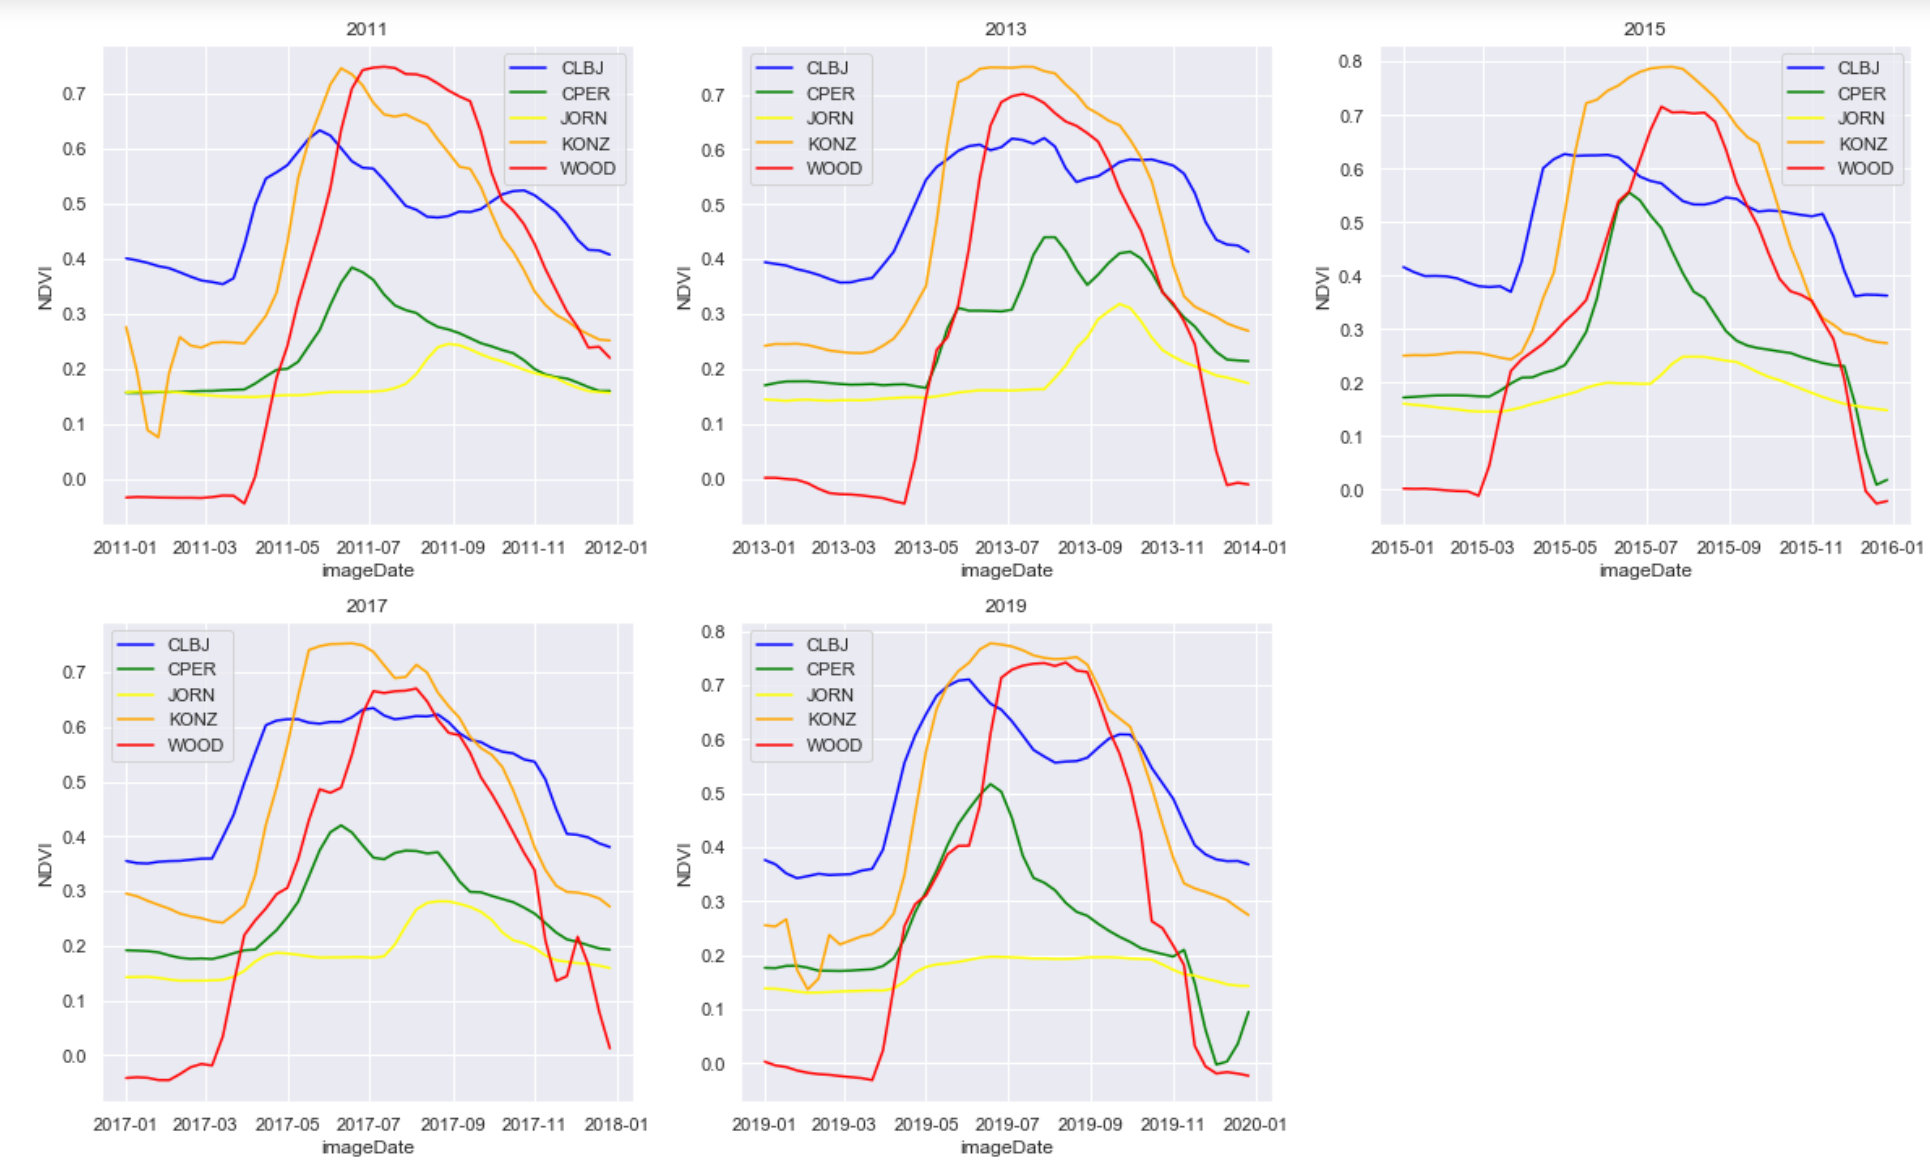 2011
0.7
0.6
0.5
0.4
0.3
0.2
0.1
0.0
NDVI
CLBJ
CPER
JORN
KONZ
WOOD
2011-01 2011-03 2011-05 2011-07 2011-09 2011-11 2012-01
imageDate
2013
0.7
0.6
0.5
0.4
0.3
0.2
0.1
0.0
NDVI
CLBJ
CPER
JORN
KONZ
WOOD
2013-01 2013-03 2013-05 2013-07 2013-09 2013-11 2014-01
imageDate
2015
0.8
0.7
0.6
0.5
0.4
0.3
0.2
0.1
0.0
NDVI
CLBJ
CPER
JORN
KONZ
WOOD
2015-01 2015-03 2015-05 2015-07 2015-09 2015-11 2016-01
imageDate
2017
0.7
0.6
0.5
0.4
0.3
0.2
0.1
0.0
NDVI
CLBJ
CPER
JORN
KONZ
WOOD
2017-01 2017-03 2017-05 2017-07 2017-09 2017-11 2018-01
imageDate
2019
0.8
0.7
0.6
0.5
0.4
0.3
0.2
0.1
0.0
NDVI
CLBJ
CPER
JORN
KONZ
WOOD
2019-01 2019-03 2019-05 2019-07 2019-09 2019-11 2020-01
imageDate